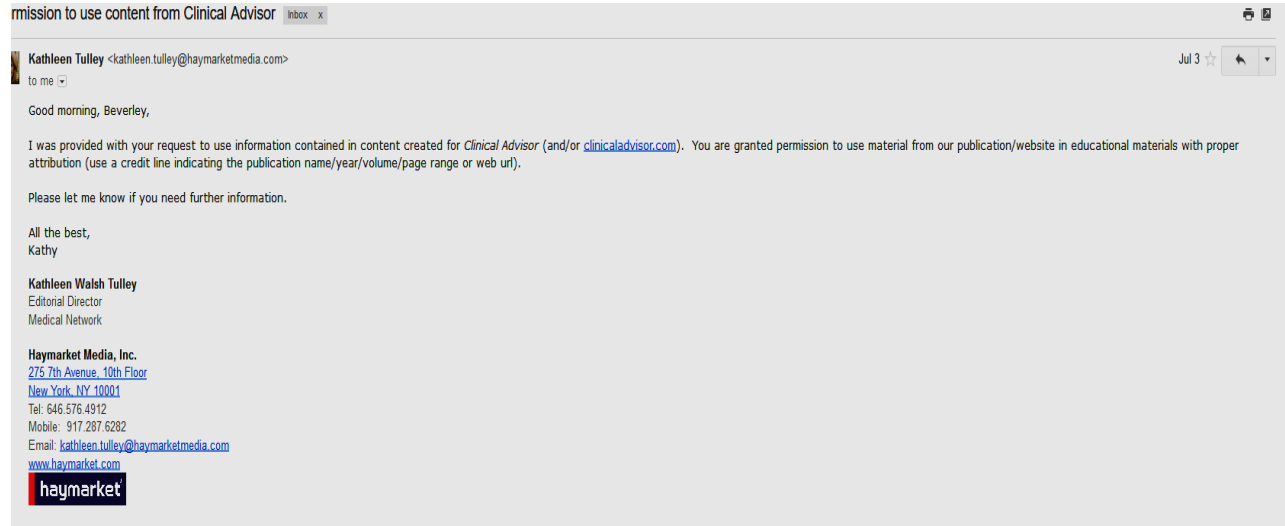 rmission to use content from Clinical Advisor Inbox x
Kathleen Tulley <kathleen.tulley@haymarketmedia.com> Jul 3
to me
Good morning, Beverley,
I was provided with your request to use information contained in content created for Clinical Advisor (and/or clinicaladvisor.com). You are granted permission to use material from our publication/website in educational materials with proper
attribution (use a credit line indicating the publication name/year/volume/page range or web url).
Please let me know if you need further information.
All the best,
Kathy
Kathleen Walsh Tulley
Editorial Director
Medical Network
Haymarket Media, Inc.
275 7th Avenue, 10th Floor
New York, NY 10001
Tel: 646.576.4912
Mobile: 917.287.6282
Email: kathleen.tulley@haymarketmedia.com
www.haymarket.com
haymarket